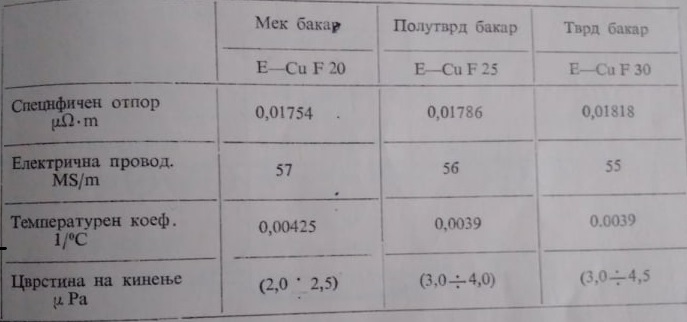 Мек бакар Полутврд бакар Тврд бакар
E—Cu F 20 E—Cu F 25 E—Cu F 30
Специфичен отпор
μΩ·m 0,01754 0,01786 0,01818
Електрична провод.
MS/m 57 56 55
Температурен коеф.
1/°C 0,00425 0,0039 0.0039
Цврстина на кинење
μ Pa (2,0 ÷ 2,5) (3,0÷4,0) (3,0÷4,5